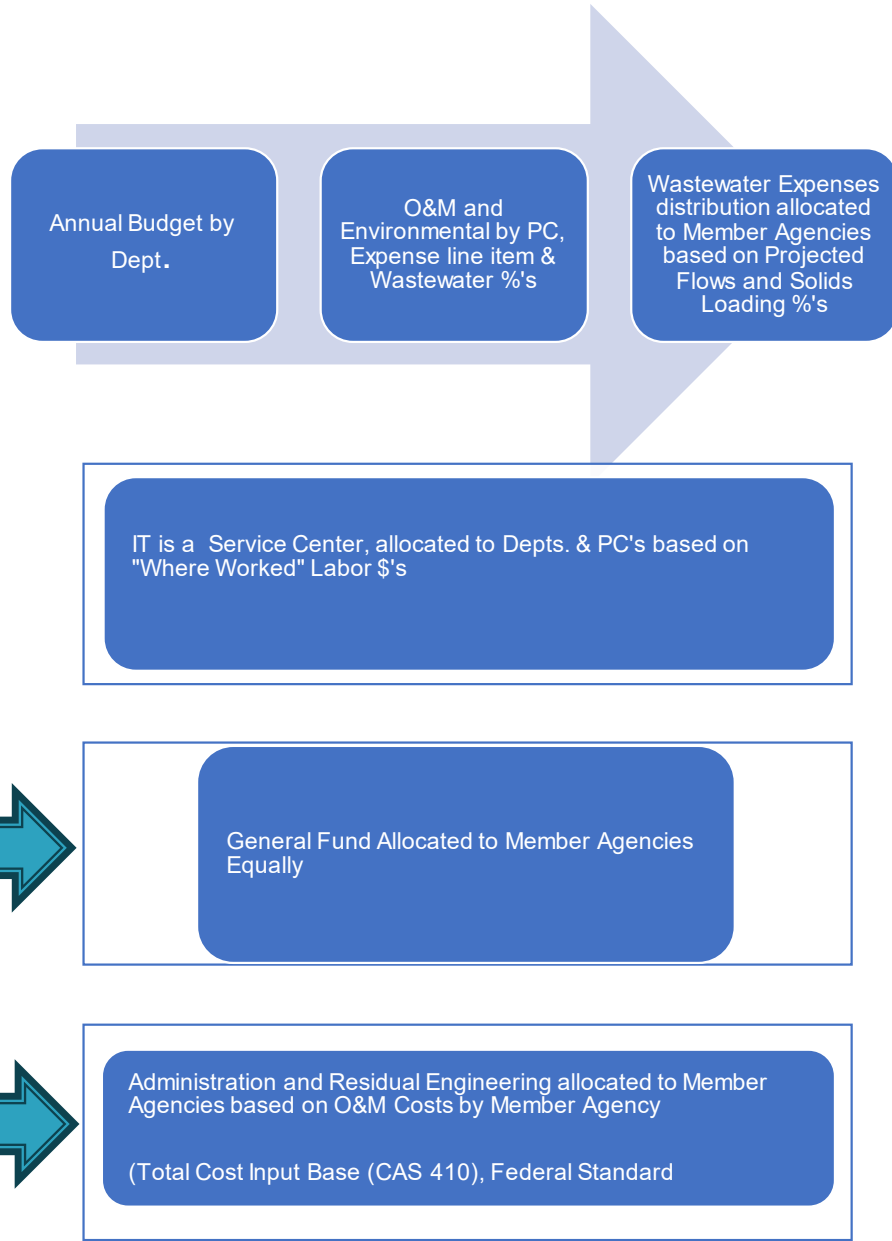 Annual Budget by
Dept.
O&M and
Environmental by PC,
Expense line item &
Wastewater %'s
Wastewater Expenses
distribution allocated
to Member Agencies
based on Projected
Flows and Solids
Loading %'s
IT is a  Service Center, allocated to Depts. & PC's based on
"Where Worked" Labor $'s
General Fund Allocated to Member Agencies
Equally
Administration and Residual Engineering allocated to Member
Agencies based on O&M Costs by Member Agency
(Total Cost Input Base (CAS 410), Federal Standard